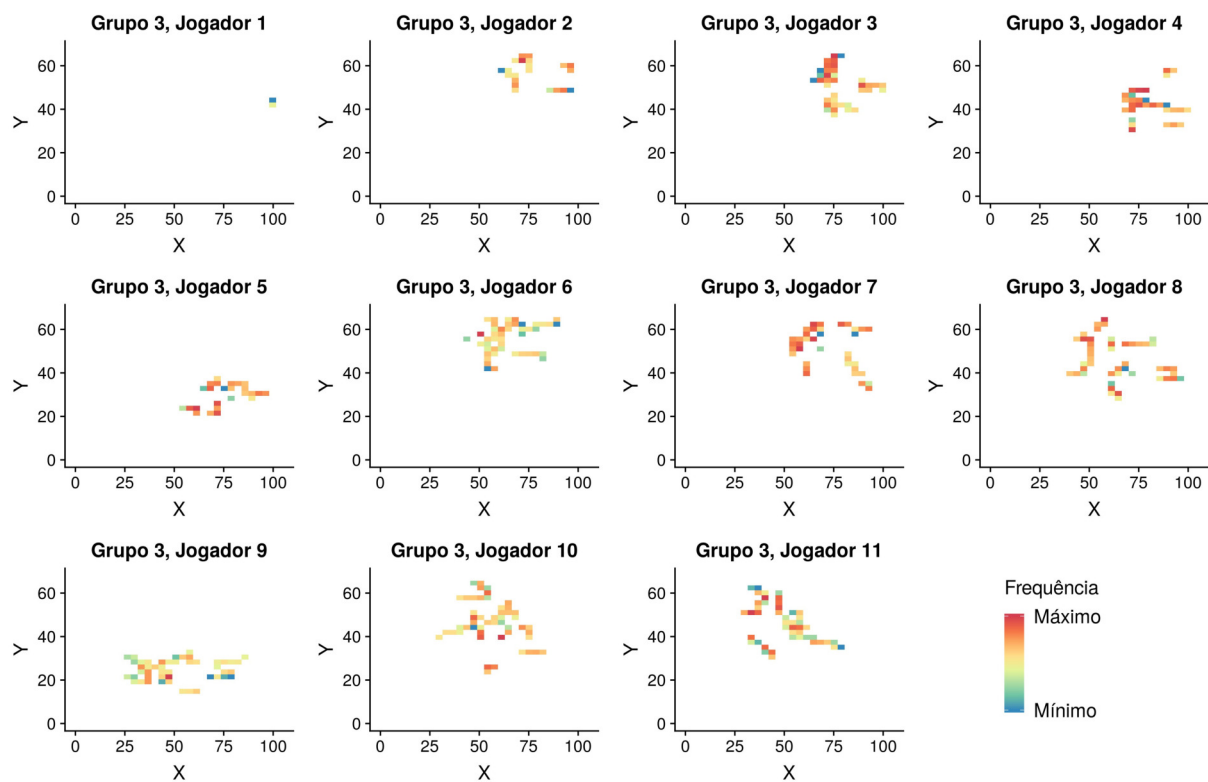 Grupo 3, Jogador 1
Grupo 3, Jogador 2
Grupo 3, Jogador 3
Grupo 3, Jogador 4
60
40
20
0
Y
0 25 50 75 100
X
60
40
20
0
Y
0 25 50 75 100
X
60
40
20
0
Y
0 25 50 75 100
X
60
40
20
0
Y
0 25 50 75 100
X
Grupo 3, Jogador 5
Grupo 3, Jogador 6
Grupo 3, Jogador 7
Grupo 3, Jogador 8
60
40
20
0
Y
0 25 50 75 100
X
60
40
20
0
Y
0 25 50 75 100
X
60
40
20
0
Y
0 25 50 75 100
X
60
40
20
0
Y
0 25 50 75 100
X
Grupo 3, Jogador 9
Grupo 3, Jogador 10
Grupo 3, Jogador 11
60
40
20
0
Y
0 25 50 75 100
X
60
40
20
0
Y
0 25 50 75 100
X
60
40
20
0
Y
0 25 50 75 100
X
Frequência
Máximo
Mínimo